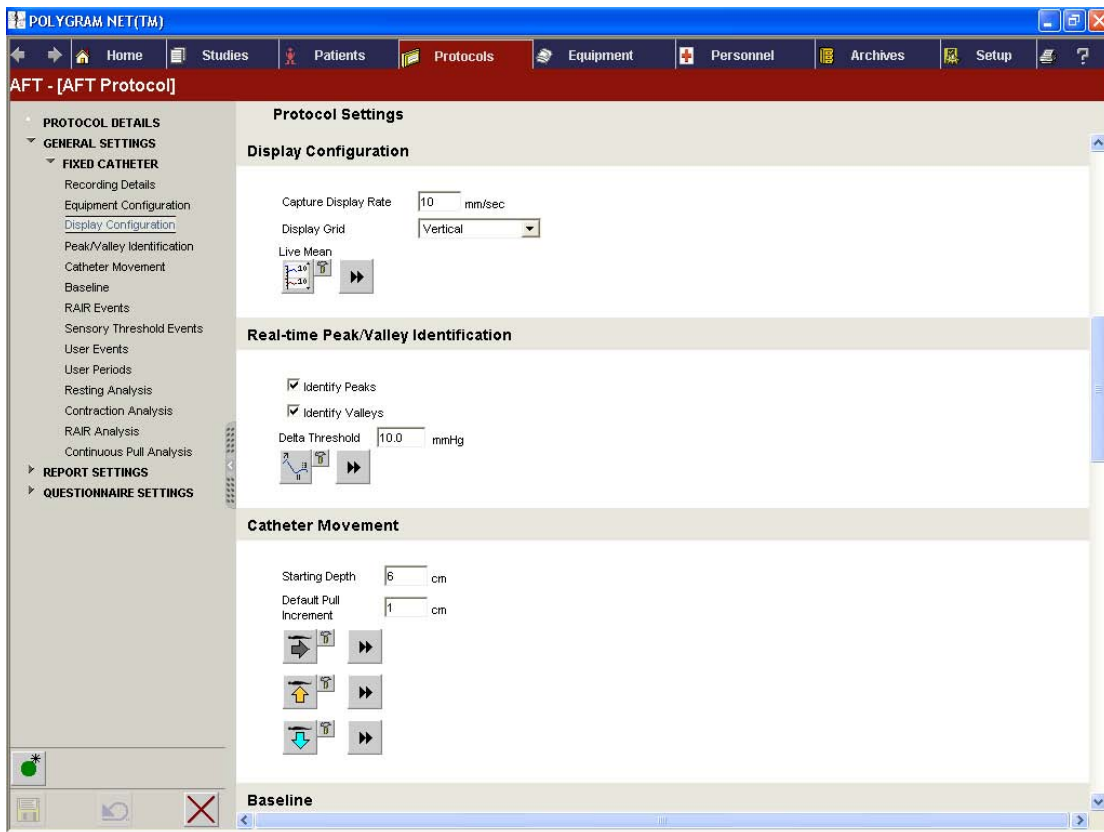 POLYGRAM NET(TM)
Home Studies Patients Protocols Equipment Personnel Archives Setup ?
AFT - [AFT Protocol]
PROTOCOL DETAILS
GENERAL SETTINGS
FIXED CATHETER
Recording Details
Equipment Configuration
Display Configuration
Peak/Valley Identification
Catheter Movement
Baseline
RAIR Events
Sensory Threshold Events
User Events
User Periods
Resting Analysis
Contraction Analysis
RAIR Analysis
Continuous Pull Analysis
REPORT SETTINGS
QUESTIONNAIRE SETTINGS
Protocol Settings
Display Configuration
Capture Display Rate 10 mm/sec
Display Grid Vertical
Live Mean
10
10
Real-time Peak/Valley Identification
Identify Peaks
Identify Valleys
Delta Threshold 10.0 mmHg
Catheter Movement
Starting Depth 6 cm
Default Pull
Increment 1 cm
Baseline